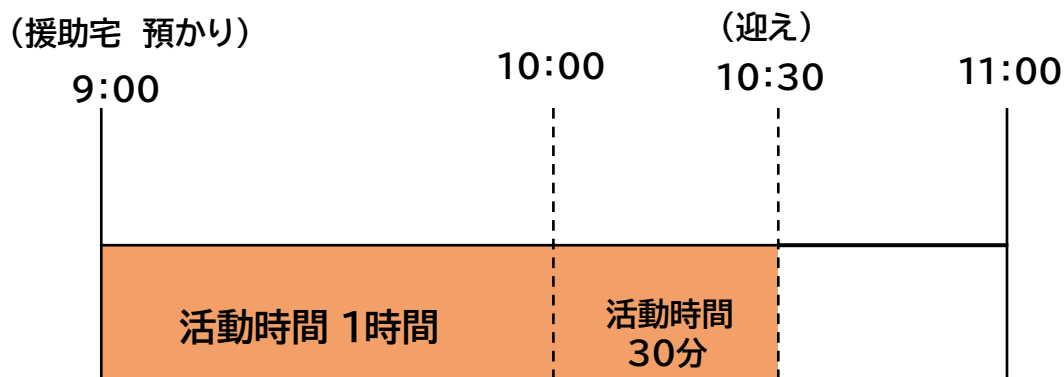 （援助宅　預かり）
9：00
10：00
（迎え）
10：30
11：00
活動時間 1時間
活動時間
30分